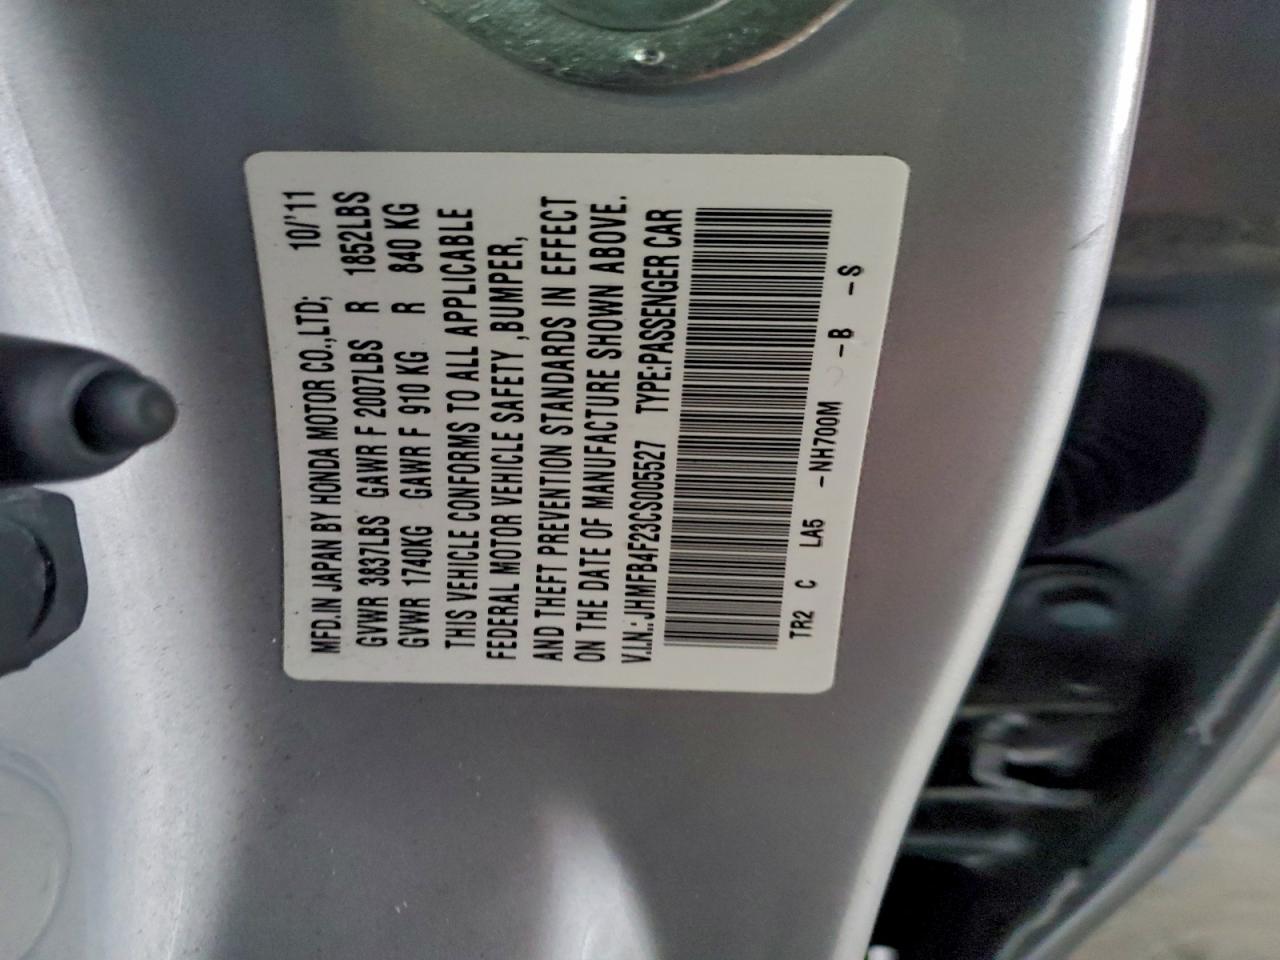 MFD.IN JAPAN BY HONDA MOTOR CO.,LTD; 10/'11
GVWR 3837LBS GAWR F 2007LBS R 1852LBS
GVWR 1740KG GAWR F 910 KG R 840 KG
THIS VEHICLE CONFORMS TO ALL APPLICABLE
FEDERAL MOTOR VEHICLE SAFETY ,BUMPER,
AND THEFT PREVENTION STANDARDS IN EFFECT
ON THE DATE OF MANUFACTURE SHOWN ABOVE.
V.I.N.:JHMFB4F23CS005527 TYPE:PASSENGER CAR
TR2 C LA5 -NH700M -B -S